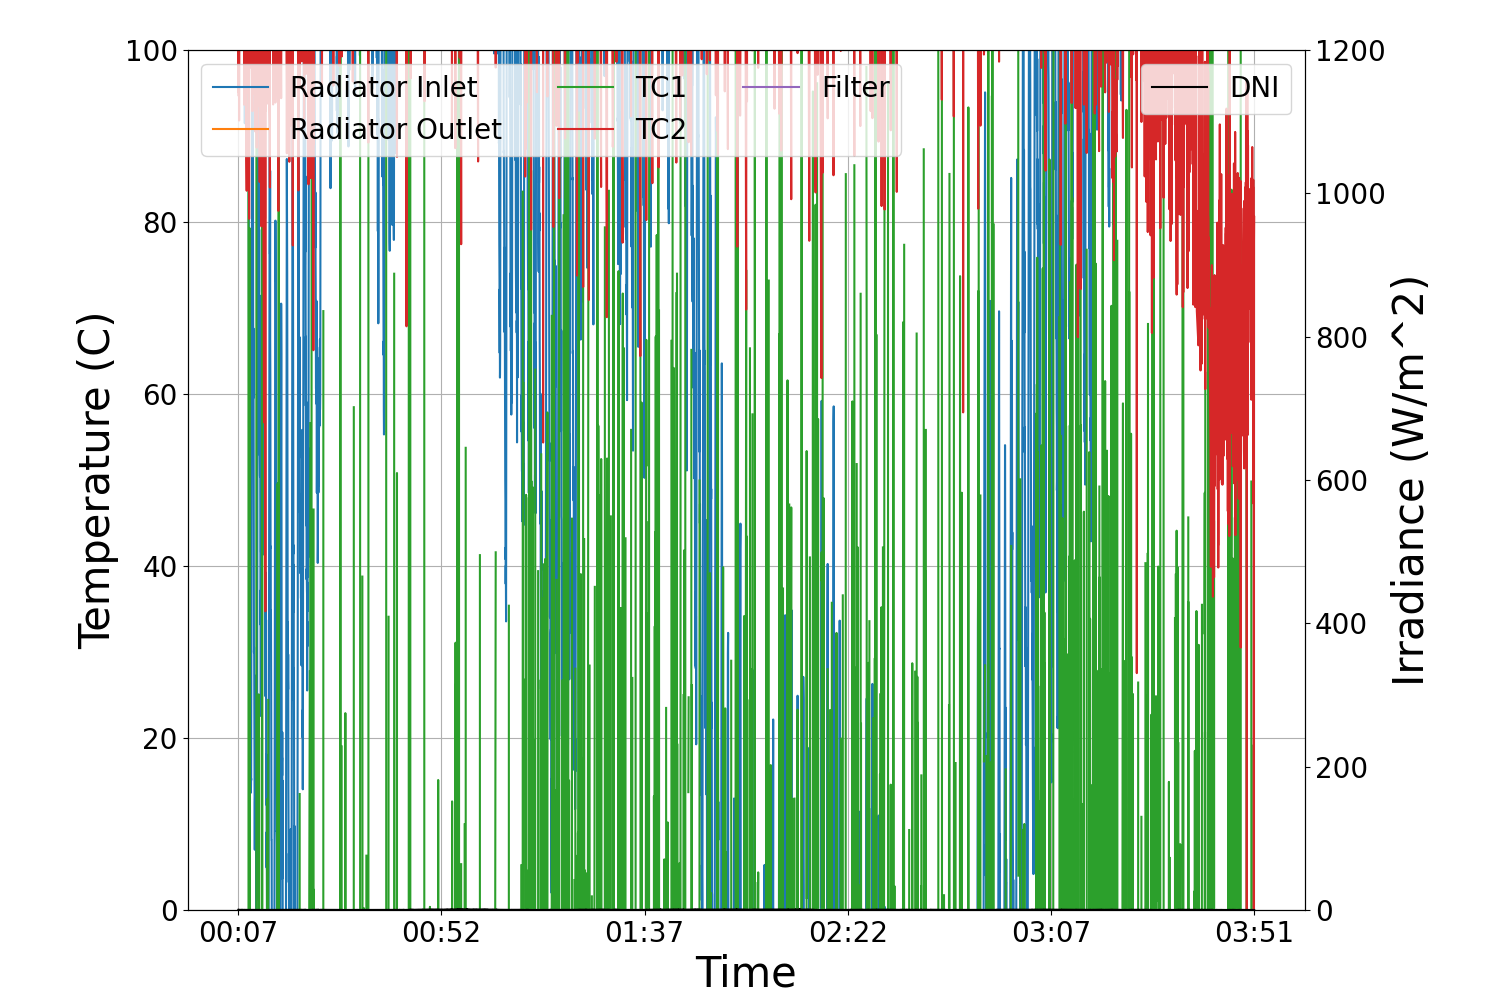 100
80
60
40
20
0
Temperature (C)
Radiator Inlet
Radiator Outlet
TC1
TC2
Filter
DNI
1200
1000
800
600
400
200
0
Irradiance (W/m^2)
00:07
00:52
01:37
02:22
03:07
03:51
Time